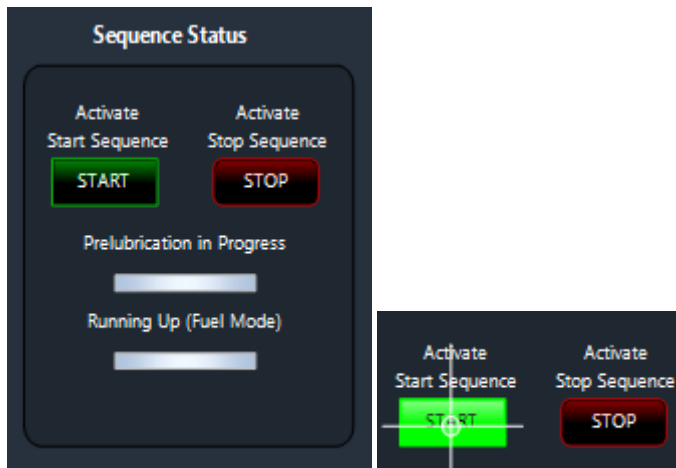 Sequence Status
Activate Activate
Start Sequence Stop Sequence
START STOP
Prelubrication in Progress
Running Up (Fuel Mode)
Activate Activate
Start Sequence Stop Sequence
START STOP